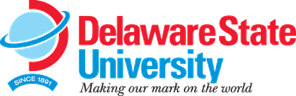 Delaware State
University
SINCE 1891
Making our mark on the world